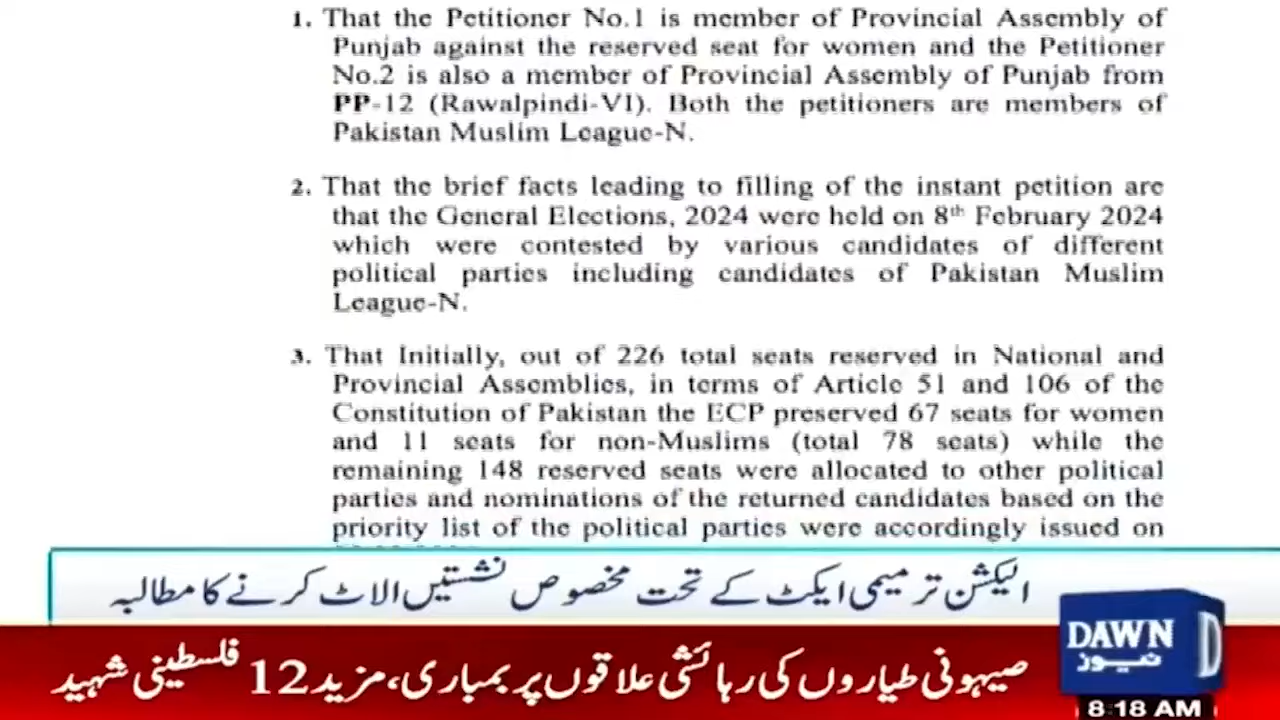 1. That the Petitioner No.1 is member of Provincial Assembly of
Punjab against the reserved seat for women and the Petitioner
No.2 is also a member of Provincial Assembly of Punjab from
PP-12 (Rawalpindi-VI). Both the petitioners are members of
Pakistan Muslim League-N.
2. That the brief facts leading to filling of the instant petition are
that the General Elections, 2024 were held on 8th February 2024
which were contested by various candidates of different
political parties including candidates of Pakistan Muslim
League-N.
3. That Initially, out of 226 total seats reserved in National and
Provincial Assemblies, in terms of Article 51 and 106 of the
Constitution of Pakistan the ECP preserved 67 seats for women
and 11 seats for non-Muslims (total 78 seats) while the
remaining 148 reserved seats were allocated to other political
parties and nominations of the returned candidates based on the
priority list of the political parties were accordingly issued on
الیکشن ترمیمی ایکٹ کے تحت مخصوص نشستیں الاٹ کرنے کا مطالبہ
صیہونی طیاروں کی رہائشی علاقوں پر بمباری، مزید 12 فلسطینی شہید
DAWN
نیوز
8:18 AM